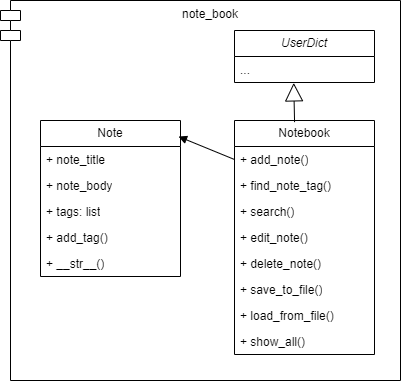 note_book
UserDict
...
Note
+ note_title
+ note_body
+ tags: list
+ add_tag()
+ __str__()
Notebook
+ add_note()
+ find_note_tag()
+ search()
+ edit_note()
+ delete_note()
+ save_to_file()
+ load_from_file()
+ show_all()